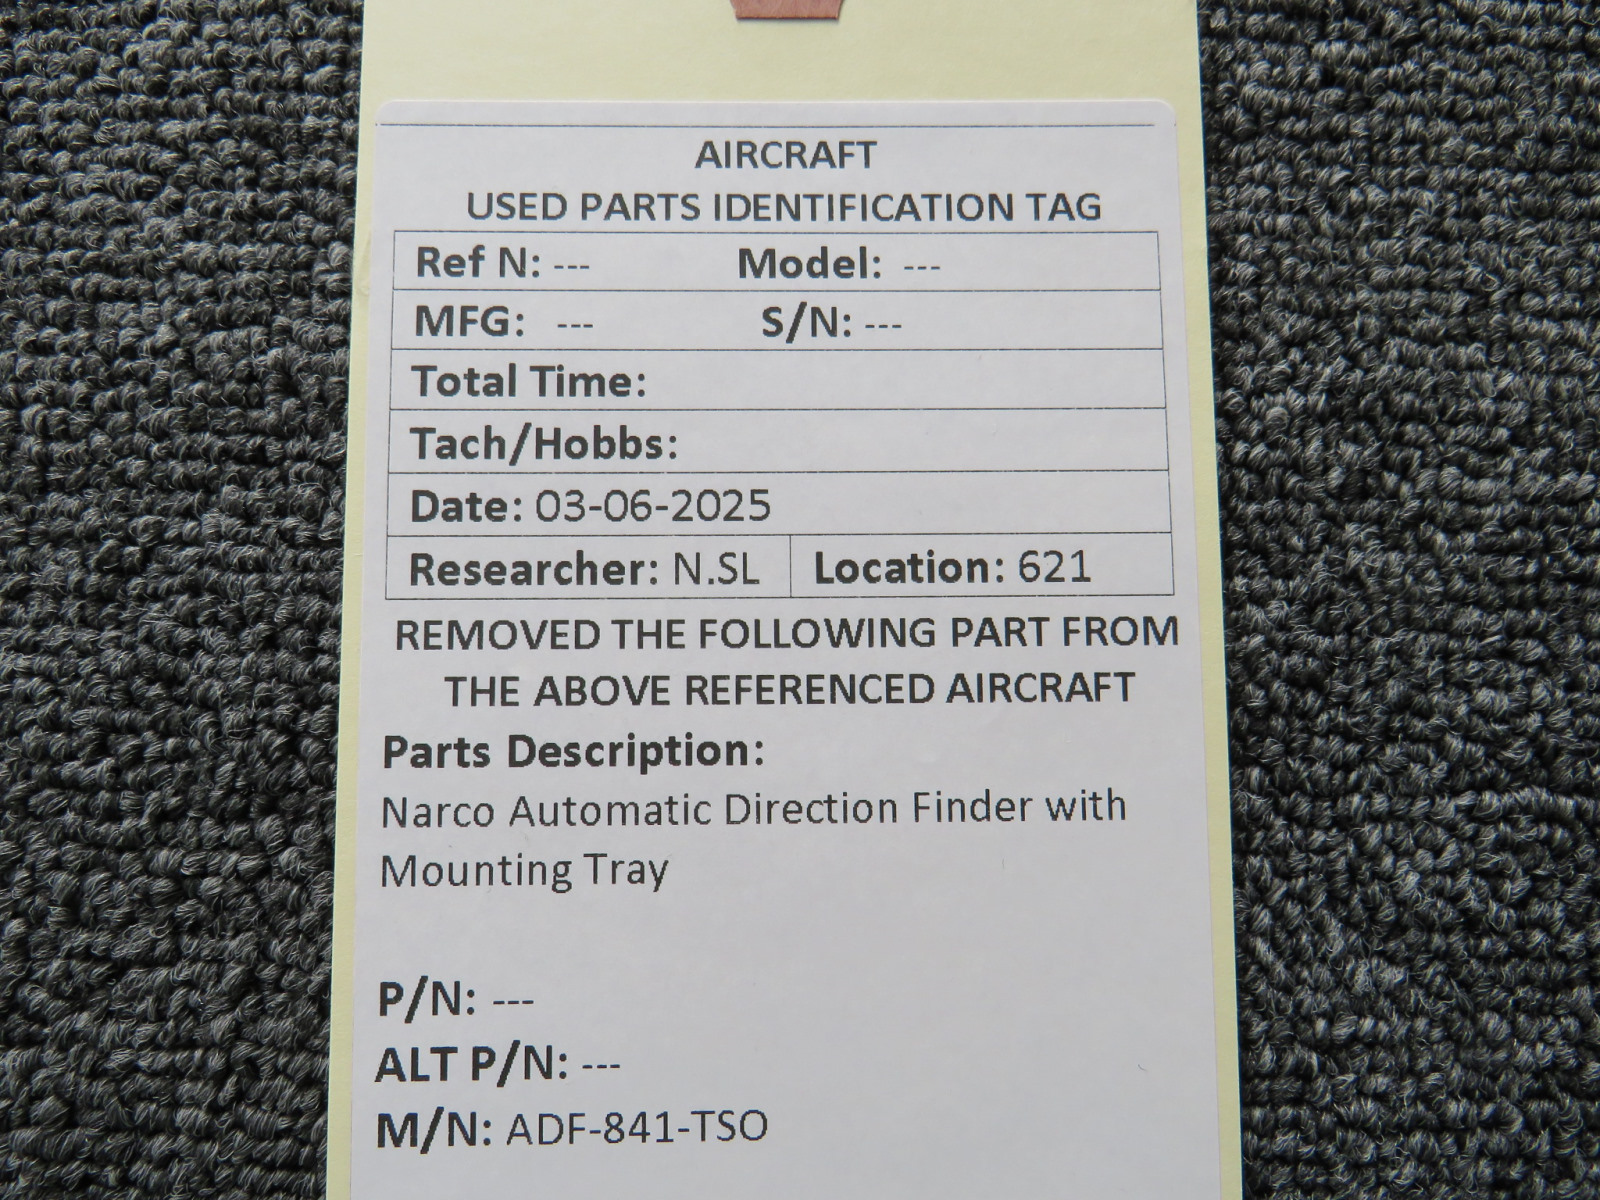 AIRCRAFT
USED PARTS IDENTIFICATION TAG
Ref N: --- Model: ---
MFG: --- S/N: ---
Total Time:
Tach/Hobbs:
Date: 03-06-2025
Researcher: N.SL Location: 621
REMOVED THE FOLLOWING PART FROM
THE ABOVE REFERENCED AIRCRAFT
Parts Description:
Narco Automatic Direction Finder with
Mounting Tray
P/N: ---
ALT P/N: ---
M/N: ADF-841-TSO